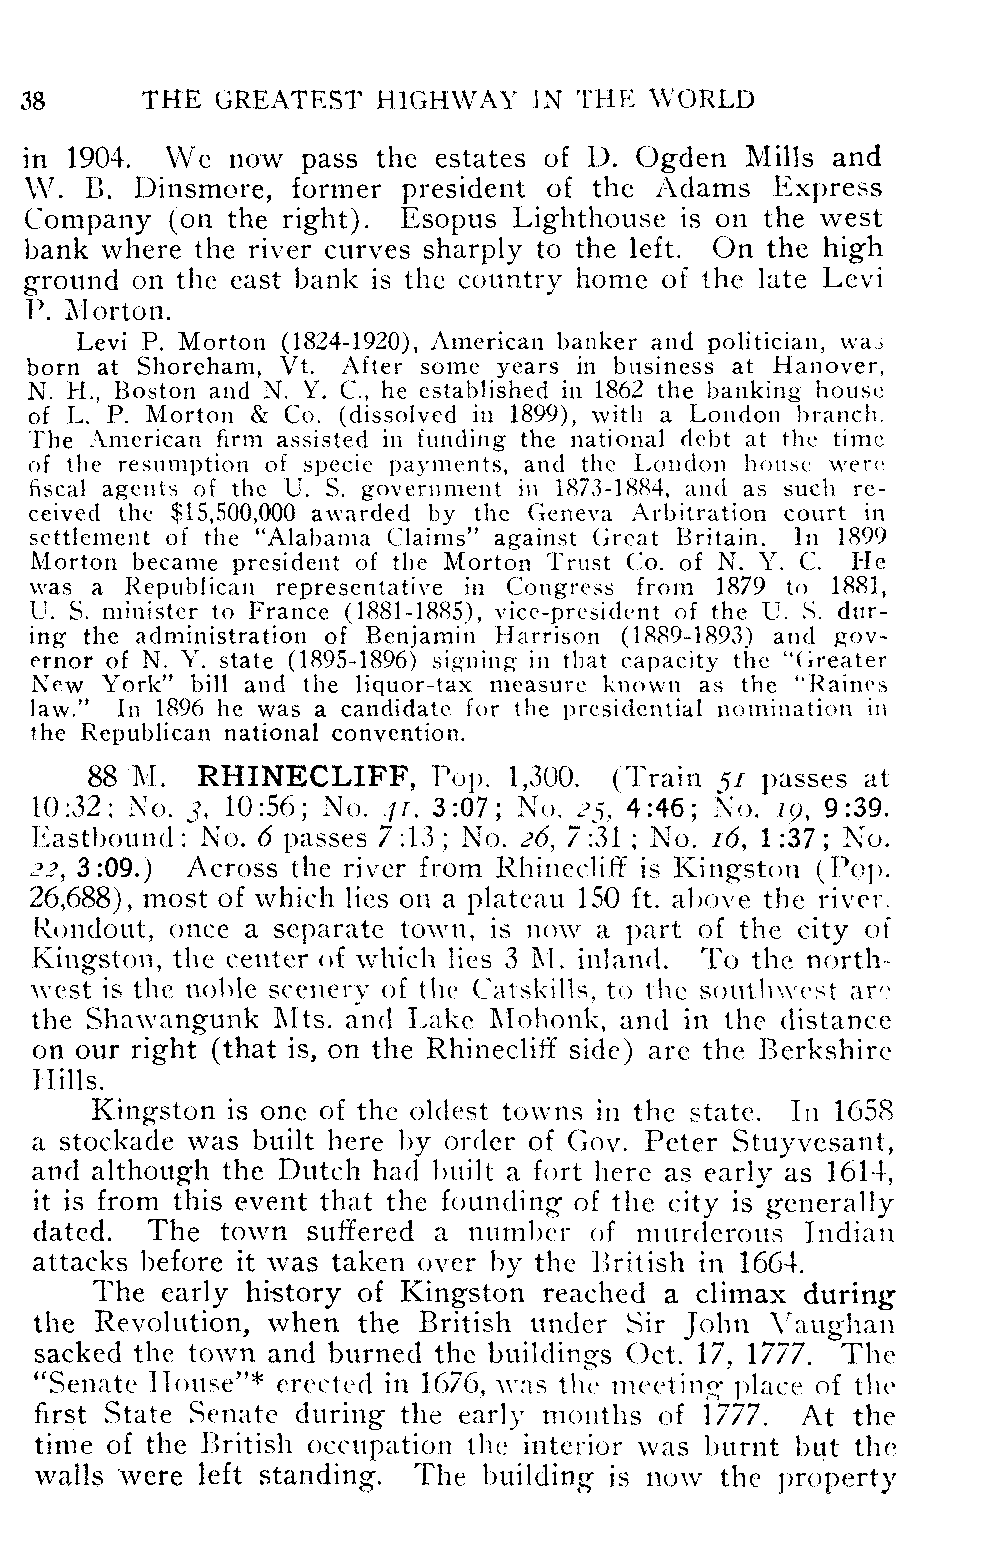 38 THE GREATEST HIGHWAY IN THE WORLD
in 1904. We now pass the estates of D. Ogden Mills and
W. B. Dinsmore, former president of the Adams Express
Company (on the right). Esopus Lighthouse is on the west
bank where the river curves sharply to the left. On the high
ground on the east bank is the country home of the late Levi
P. Morton.
Levi P. Morton (1824-1920), American banker and politician, was
born at Shoreham, Vt. After some years in business at Hanover,
N. H., Boston and N. Y. C., he established in 1862 the banking house
of L. P. Morton & Co. (dissolved in 1899), with a London branch.
The American firm assisted in funding the national debt at the time
of the resumption of specie payments, and the London house were
fiscal agents of the U. S. government in 1873-1884, and as such re-
ceived the $15,500,000 awarded by the Geneva Arbitration court in
settlement of the "Alabama Claims" against Great Britain. In 1899
Morton became president of the Morton Trust Co. of N. Y. C. He
was a Republican representative in Congress from 1879 to 1881,
U. S. minister to France (1881-1885), vice-president of the U. S. dur-
ing the administration of Benjamin Harrison (1889-1893) and gov-
ernor of N. Y. state (1895-1896) signing in that capacity the "Greater
New York" bill and the liquor-tax measure known as the "Raines
law." In 1896 he was a candidate for the presidential nomination in
the Republican national convention.
88 M. RHINECLIFF, Pop. 1,300. (Train 51 passes at
10:32; No. 3, 10:56; No. 41, 3:07; No. 25, 4:46; No. 19, 9:39.
Eastbound: No. 6 passes 7:13; No. 26, 7:31; No. 16, 1:37; No.
22, 3:09.) Across the river from Rhinecliff is Kingston (Pop.
26,688), most of which lies on a plateau 150 ft. above the river.
Rondout, once a separate town, is now a part of the city of
Kingston, the center of which lies 3 M. inland. To the north-
west is the noble scenery of the Catskills, to the southwest are
the Shawangunk Mts. and Lake Mohonk, and in the distance
on our right (that is, on the Rhinecliff side) are the Berkshire
Hills.
Kingston is one of the oldest towns in the state. In 1658
a stockade was built here by order of Gov. Peter Stuyvesant,
and although the Dutch had built a fort here as early as 1614,
it is from this event that the founding of the city is generally
dated. The town suffered a number of murderous Indian
attacks before it was taken over by the British in 1664.
The early history of Kingston reached a climax during
the Revolution, when the British under Sir John Vaughan
sacked the town and burned the buildings Oct. 17, 1777. The
"Senate House"* erected in 1676, was the meeting place of the
first State Senate during the early months of 1777. At the
time of the British occupation the interior was burnt but the
walls were left standing. The building is now the property